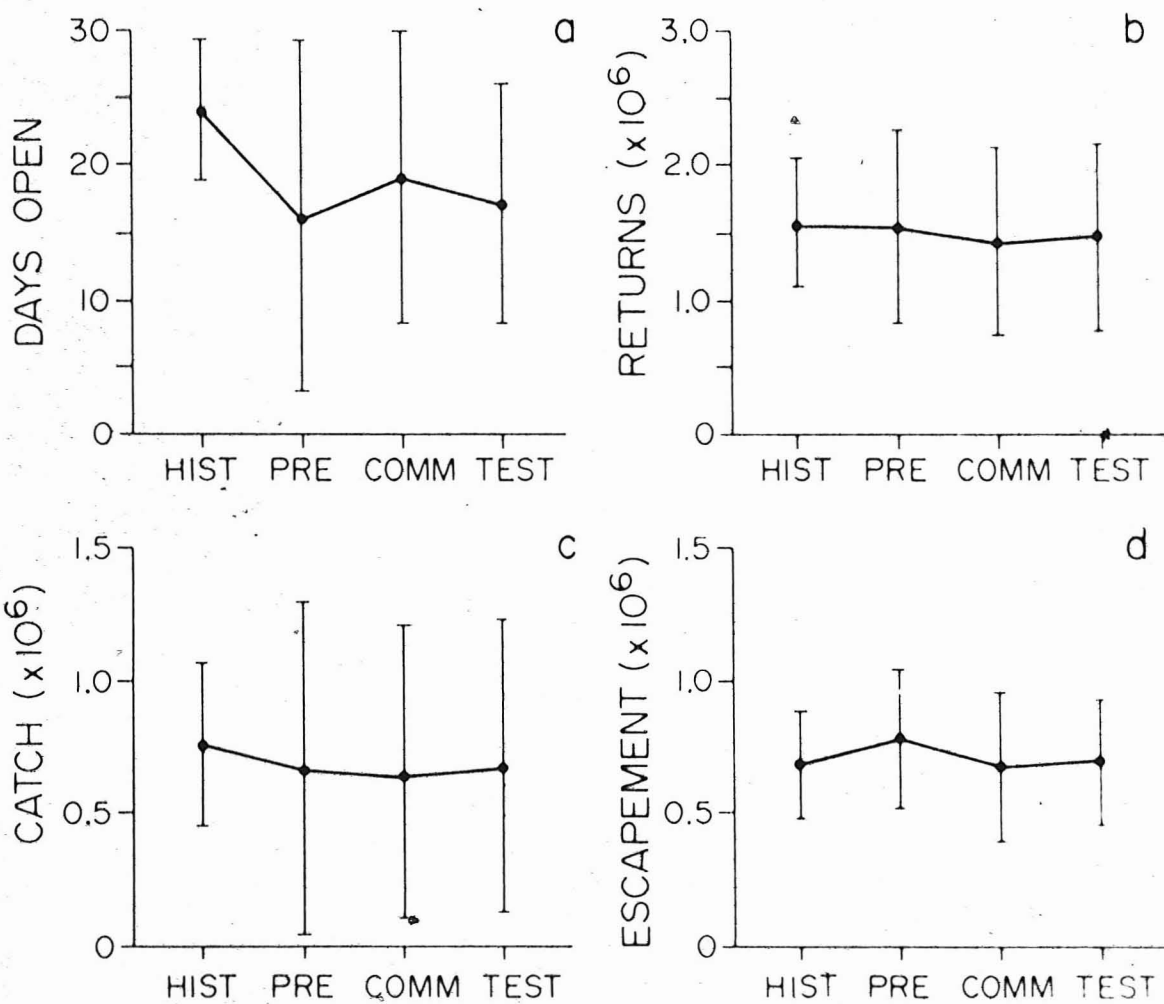 a
DAYS OPEN
30
20
10
0
HIST PRE COMM TEST
b
RETURNS (x10⁶)
3.0
2.0
1.0
0
HIST PRE COMM TEST
c
CATCH (x10⁶)
1.5
1.0
0.5
0
HIST PRE COMM TEST
d
ESCAPEMENT (x10⁶)
1.5
1.0
0.5
0
HIST PRE COMM TEST